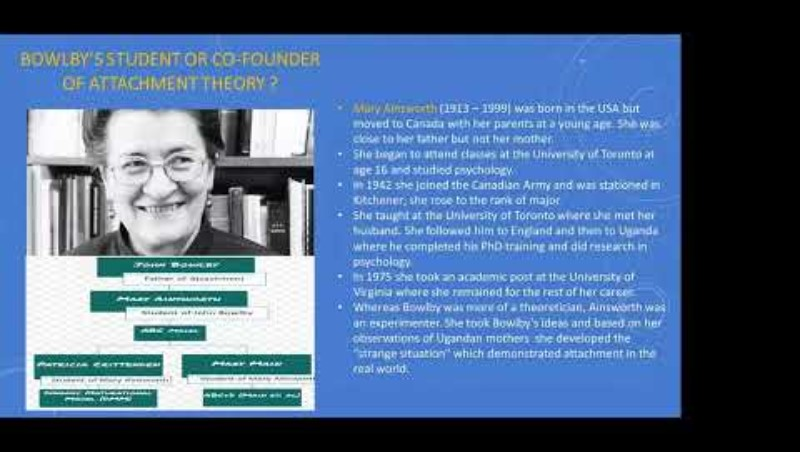 BOWLBY'S STUDENT OR CO-FOUNDER
OF ATTACHMENT THEORY ?
• Mary Ainsworth (1913 – 1999) was born in the USA but
moved to Canada with her parents at a young age. She was
close to her father but not her mother.
• She began to attend classes at the University of Toronto at
age 16 and studied psychology.
• In 1942 she joined the Canadian Army and was stationed in
Kitchener, she rose to the rank of major
• She taught at the University of Toronto where she met her
husband. She followed him to England and then to Uganda
where he completed his PhD training and did research in
psychology.
• In 1975 she took an academic post at the University of
Virginia where she remained for the rest of her career.
• Whereas Bowlby was more of a theoretician, Ainsworth was
an experimenter. She took Bowlby's ideas and based on her
observations of Ugandan mothers she developed the
"strange situation" which demonstrated attachment in the
real world.
JOHN BOWLBY
Father of Attachment
MARY AINSWORTH
Student of John Bowlby
ABC MODEL
PATRICIA CRITTENDEN
Student of Mary Ainsworth
DYNAMIC MATURATIONAL
MODEL (DMM)
MARY MAIN
Student of Mary Ainsworth
(MAIN ET AL)